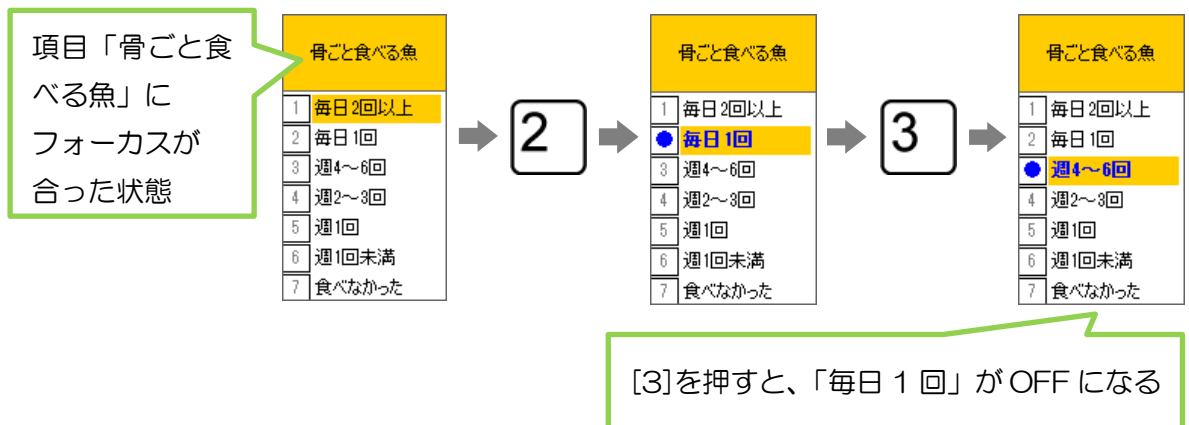 項目「骨ごと食
べる魚」に
フォーカスが
合った状態
骨ごと食べる魚
1 毎日2回以上
2 毎日1回
3 週4～6回
4 週2～3回
5 週1回
6 週1回未満
7 食べなかった
2
骨ごと食べる魚
1 毎日2回以上
毎日1回
3 週4～6回
4 週2～3回
5 週1回
6 週1回未満
7 食べなかった
3
骨ごと食べる魚
1 毎日2回以上
2 毎日1回
週4～6回
4 週2～3回
5 週1回
6 週1回未満
7 食べなかった
[3]を押すと、「毎日 1 回」が OFF になる